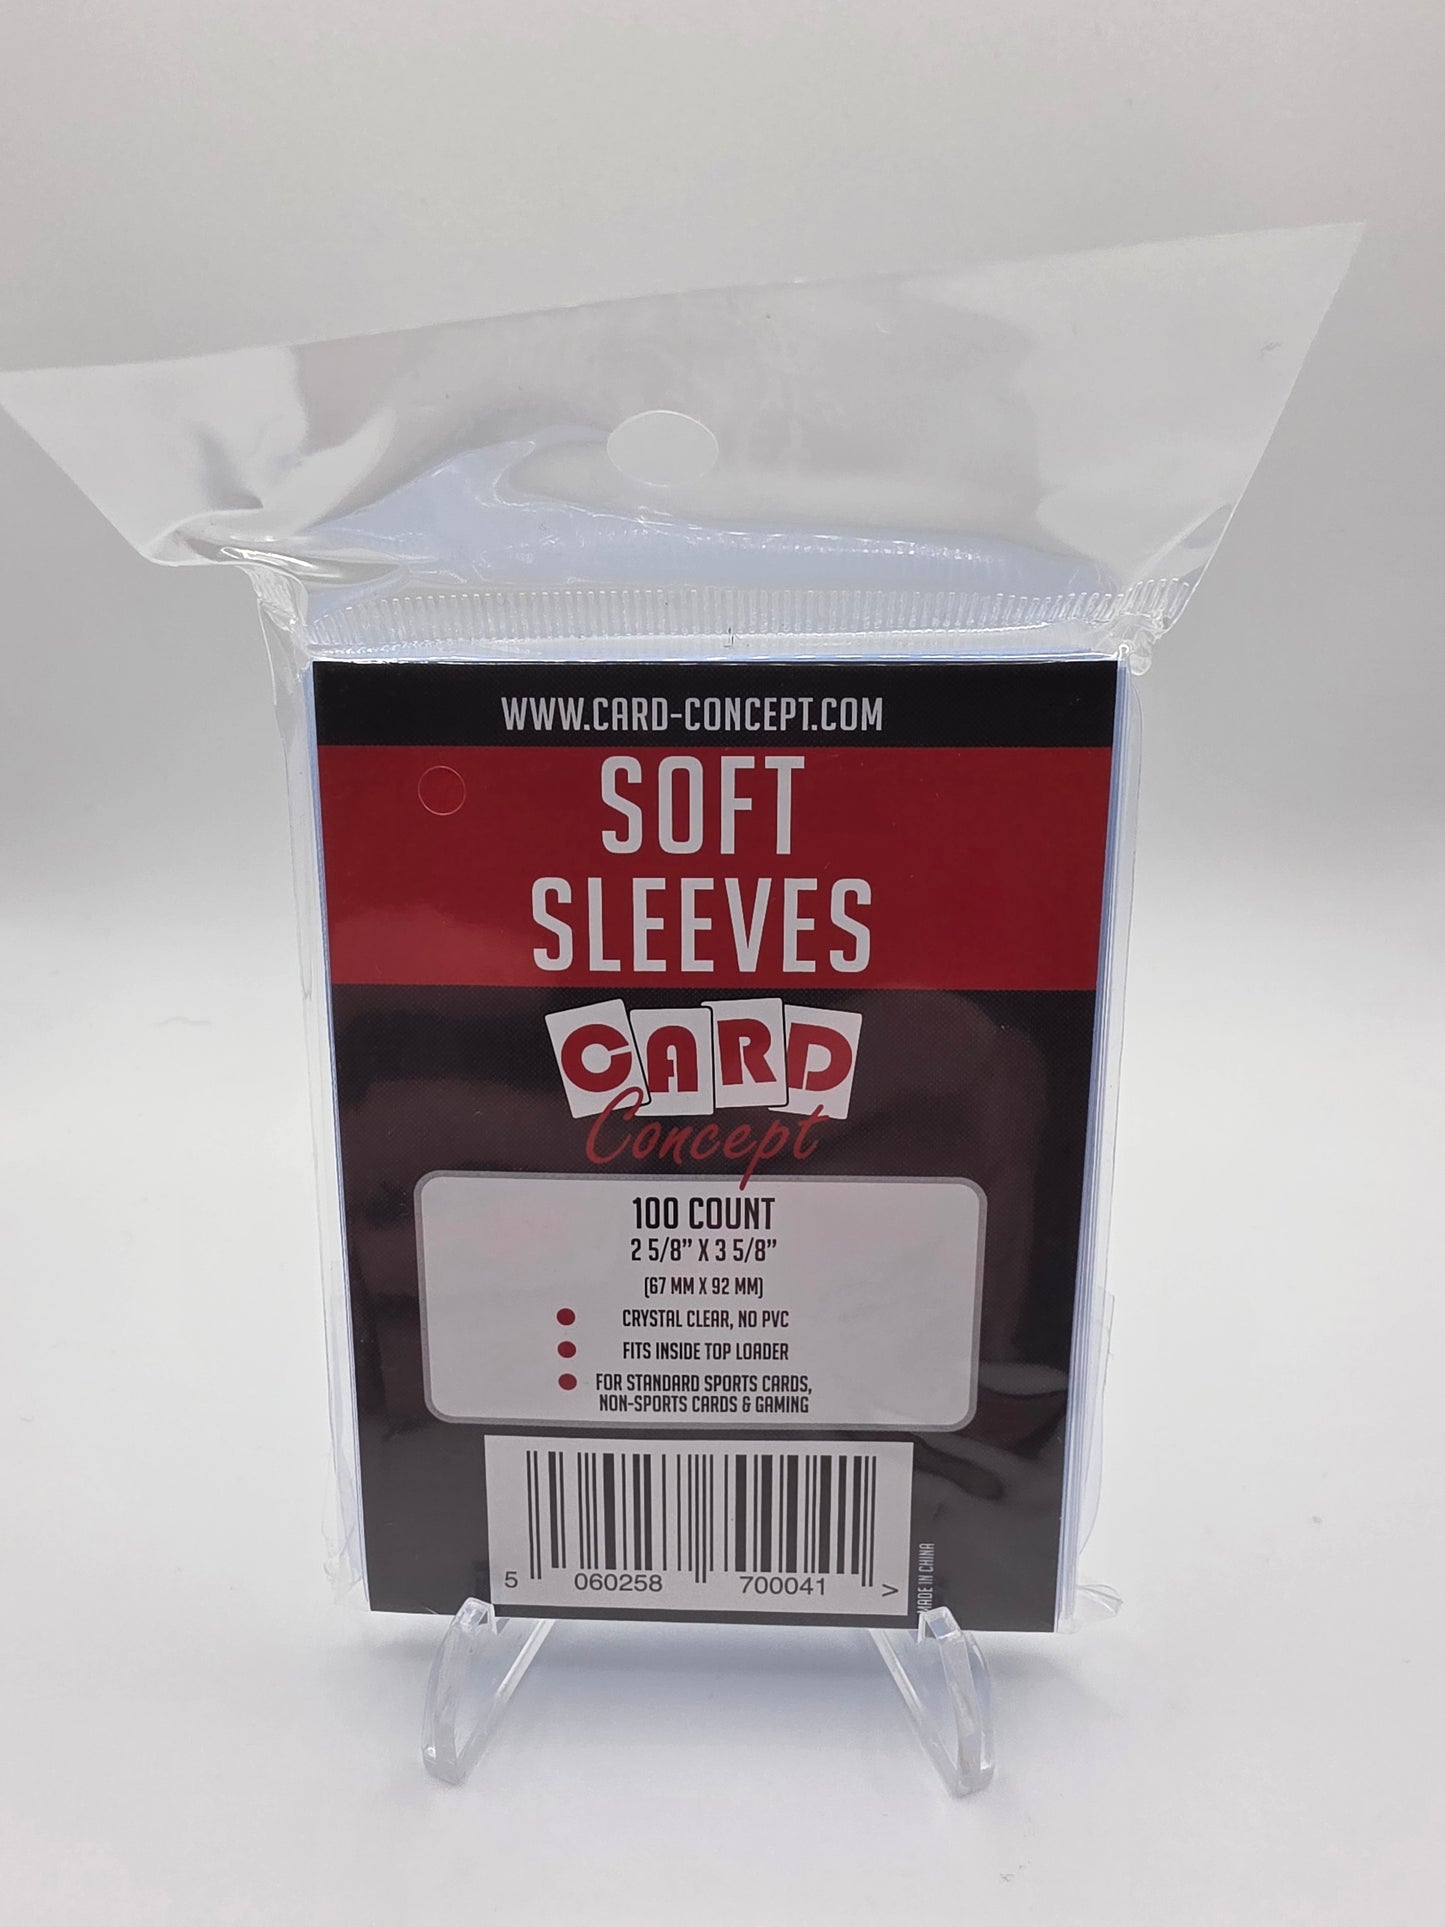 WWW.CARD-CONCEPT.COM
SOFT
SLEEVES
CARD
Concept
100 COUNT
2 5/8" X 3 5/8"
(67 MM X 92 MM)
CRYSTAL CLEAR, NO PVC
FITS INSIDE TOP LOADER
FOR STANDARD SPORTS CARDS,
NON-SPORTS CARDS & GAMING
5 060258 700041 >
MADE IN CHINA